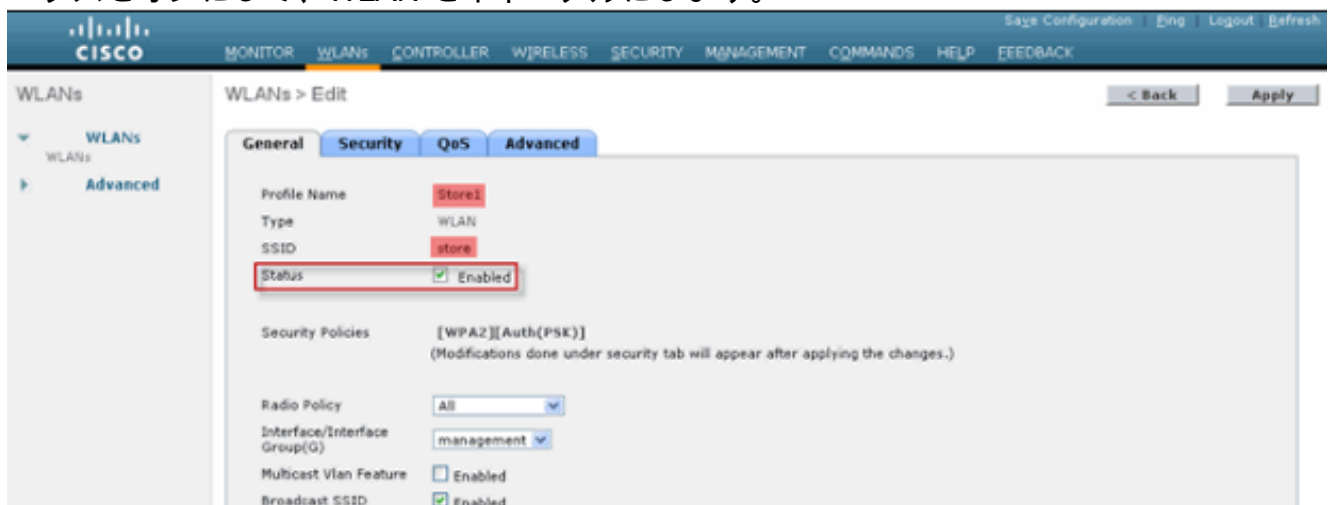 Save Configuration | Ping | Logout | Refresh
CISCO
MONITOR WLANs CONTROLLER WIRELESS SECURITY MANAGEMENT COMMANDS HELP FEEDBACK
WLANs
WLANs > Edit
< Back
Apply
WLANs
WLANs
Advanced
General Security QoS Advanced
Profile Name Store1
Type WLAN
SSID store
Status Enabled
Security Policies [WPA2][Auth(PSK)]
(Modifications done under security tab will appear after applying the changes.)
Radio Policy All
Interface/Interface Group(G) management
Multicast Vlan Feature Enabled
Broadcast SSID Enabled